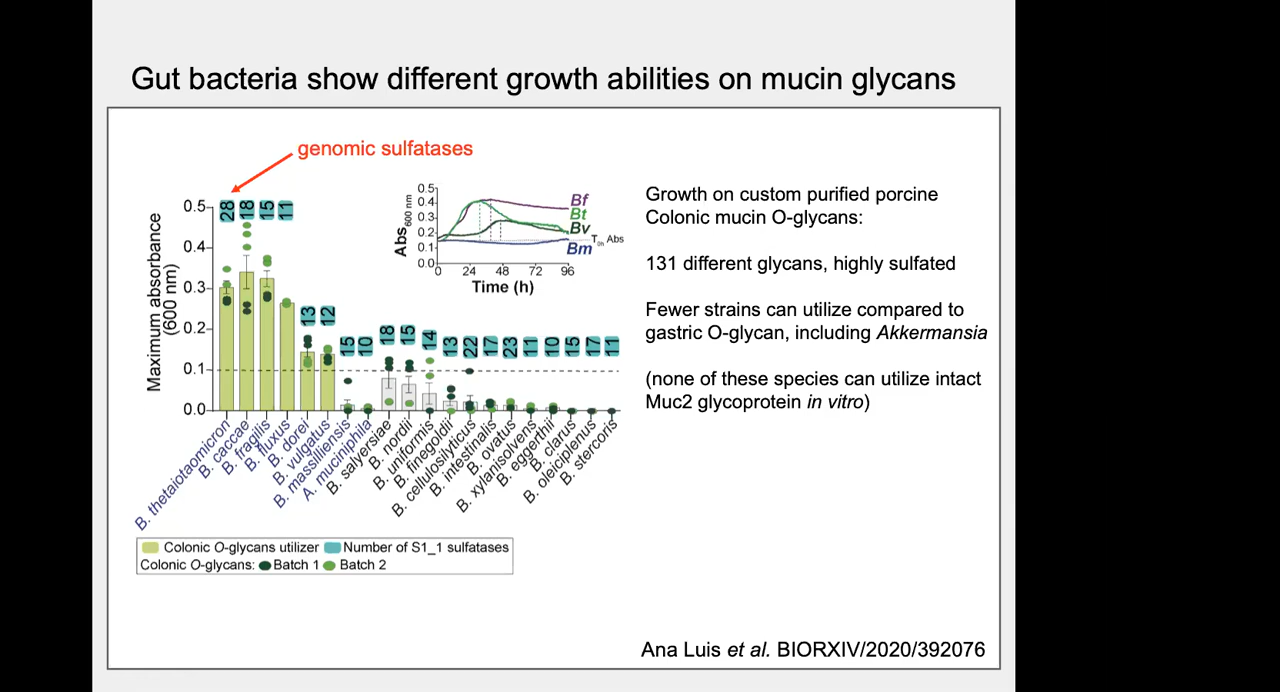 Gut bacteria show different growth abilities on mucin glycans
genomic sulfatases
Maximum absorbance
(600 nm)
0.5
0.4
0.3
0.2
0.1
0.0
28
18
15
11
13
12
15
10
18
15
14
13
22
17
23
11
10
15
17
11
B. thetaiotaomicron
B. caccae
B. fragilis
B. fluxus
B. dorei
B. vulgatus
B. massiliensis
A. muciniphila
B. salyersiae
B. nordii
B. uniformis
B. finegoldii
B. cellulosilyticus
B. intestinalis
B. ovatus
B. xylanisolvens
B. eggerthii
B. clarus
B. oleiciplenus
B. stercoris
Abs600 nm
0.5
0.4
0.3
0.2
0.1
0.0
Bf
Bt
Bv
T0h Abs
Bm
0 24 48 72 96
Time (h)
Colonic O-glycans utilizer Number of S1_1 sulfatases
Colonic O-glycans: Batch 1 Batch 2
Growth on custom purified porcine
Colonic mucin O-glycans:
131 different glycans, highly sulfated
Fewer strains can utilize compared to
gastric O-glycan, including Akkermansia
(none of these species can utilize intact
Muc2 glycoprotein in vitro)
Ana Luis et al. BIORXIV/2020/392076